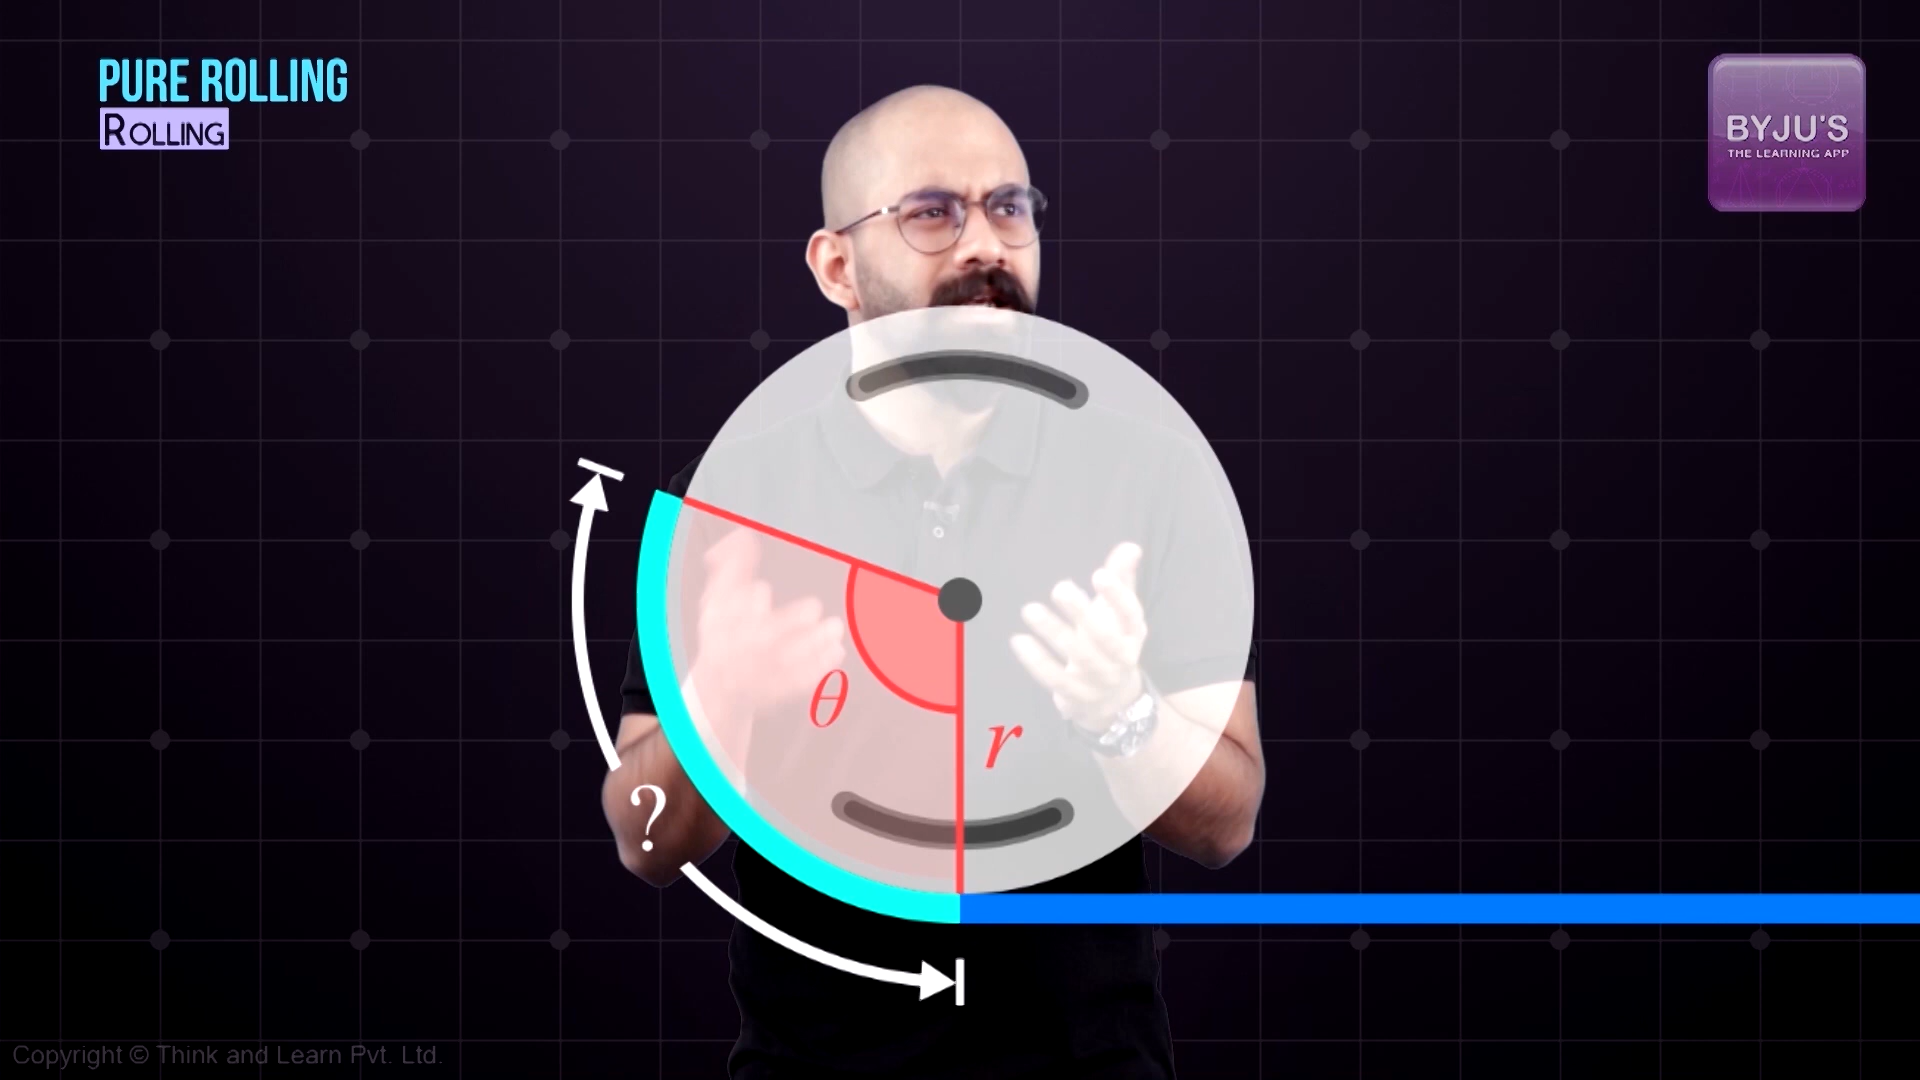 PURE ROLLING
ROLLING
BYJU'S
THE LEARNING APP
θ
r
?
Copyright © Think and Learn Pvt. Ltd.